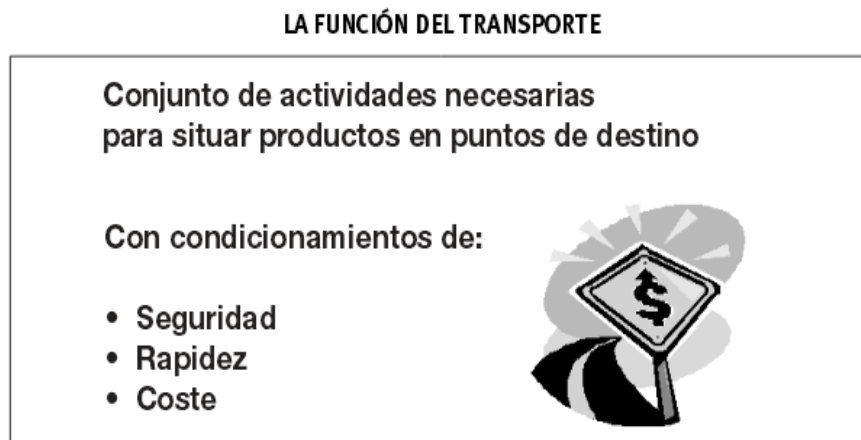 LA FUNCIÓN DEL TRANSPORTE
Conjunto de actividades necesarias
para situar productos en puntos de destino
Con condicionamientos de:
• Seguridad
• Rapidez
• Coste